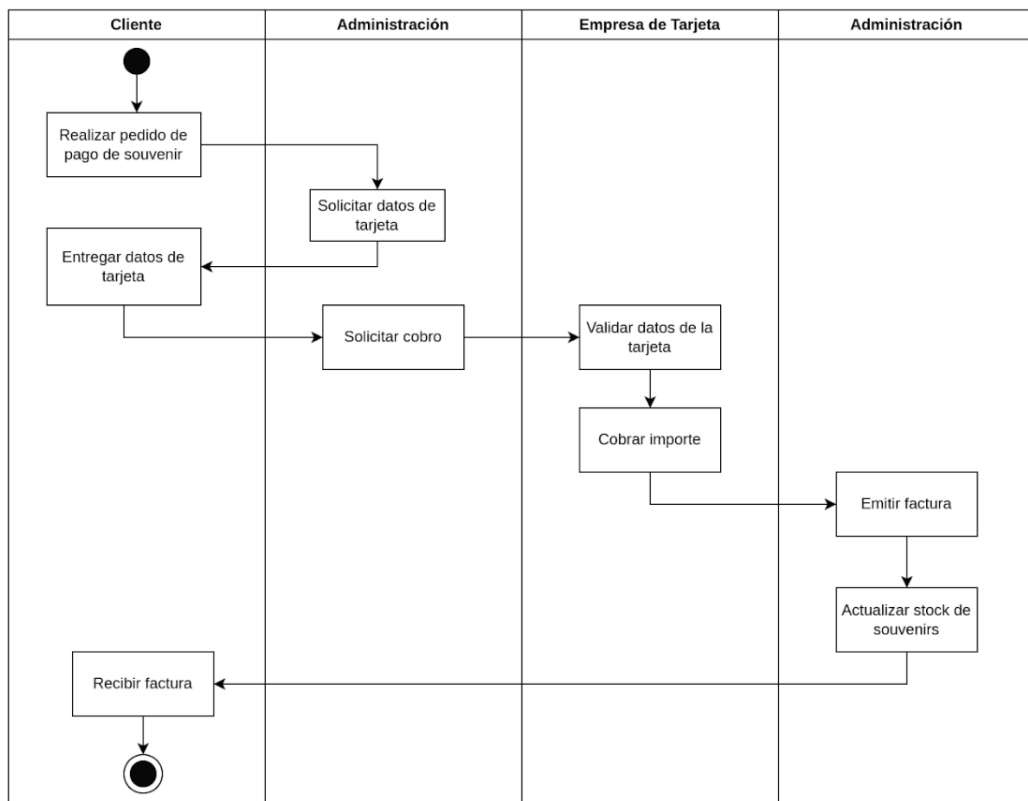 Cliente
Administración
Empresa de Tarjeta
Administración
Realizar pedido de
pago de souvenir
Solicitar datos de
tarjeta
Entregar datos de
tarjeta
Solicitar cobro
Validar datos de la
tarjeta
Cobrar importe
Emitir factura
Actualizar stock de
souvenirs
Recibir factura